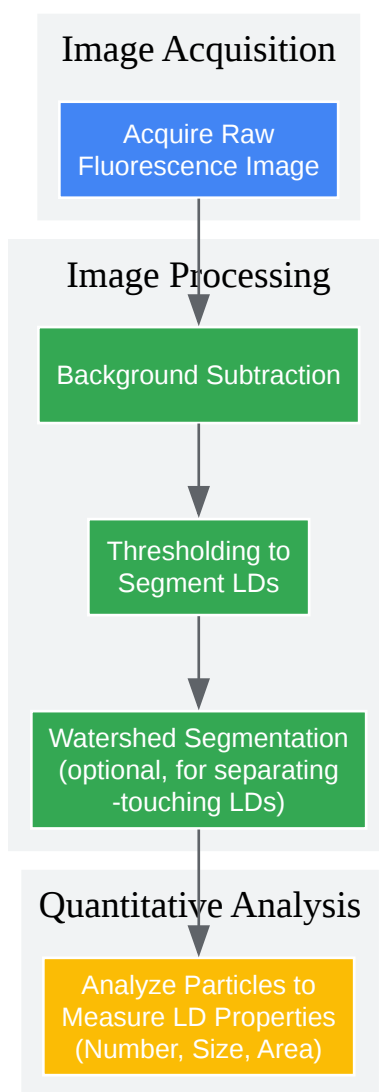 Image Acquisition
Acquire Raw
Fluorescence Image
Image Processing
Background Subtraction
Thresholding to
Segment LDs
Watershed Segmentation
(optional, for separating
-touching LDs)
Quantitative Analysis
Analyze Particles to
Measure LD Properties
(Number, Size, Area)